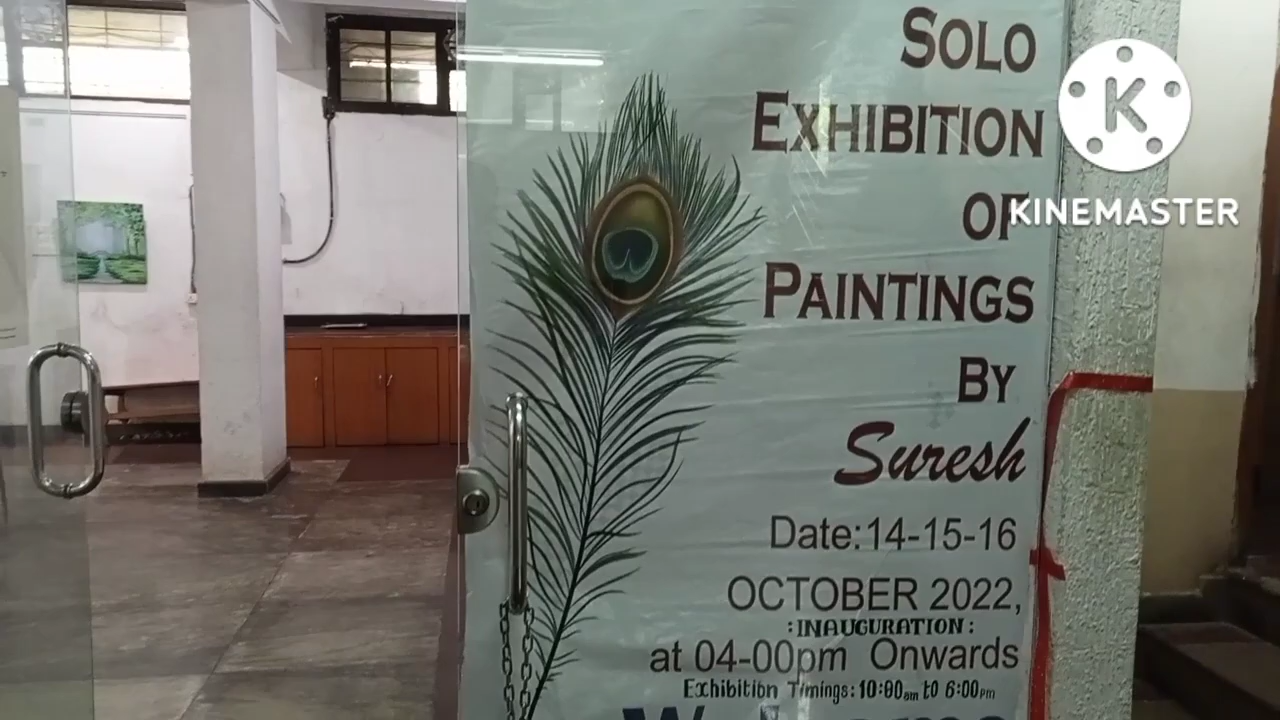 SOLO
EXHIBITION
OF
PAINTINGS
BY
Suresh
Date:14-15-16
OCTOBER 2022,
:INAUGURATION:
at 04-00pm Onwards
Exhibition Timings: 10:00am to 6:00pm
K
KINEMASTER